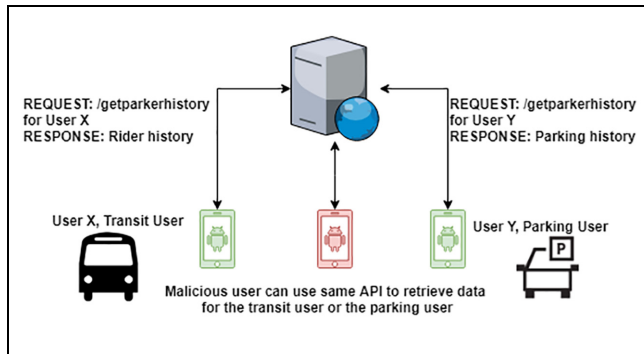 REQUEST: /getparkerhistory
for User X
RESPONSE: Rider history
REQUEST: /getparkerhistory
for User Y
RESPONSE: Parking history
User X, Transit User
User Y, Parking User
P
Malicious user can use same API to retrieve data
for the transit user or the parking user